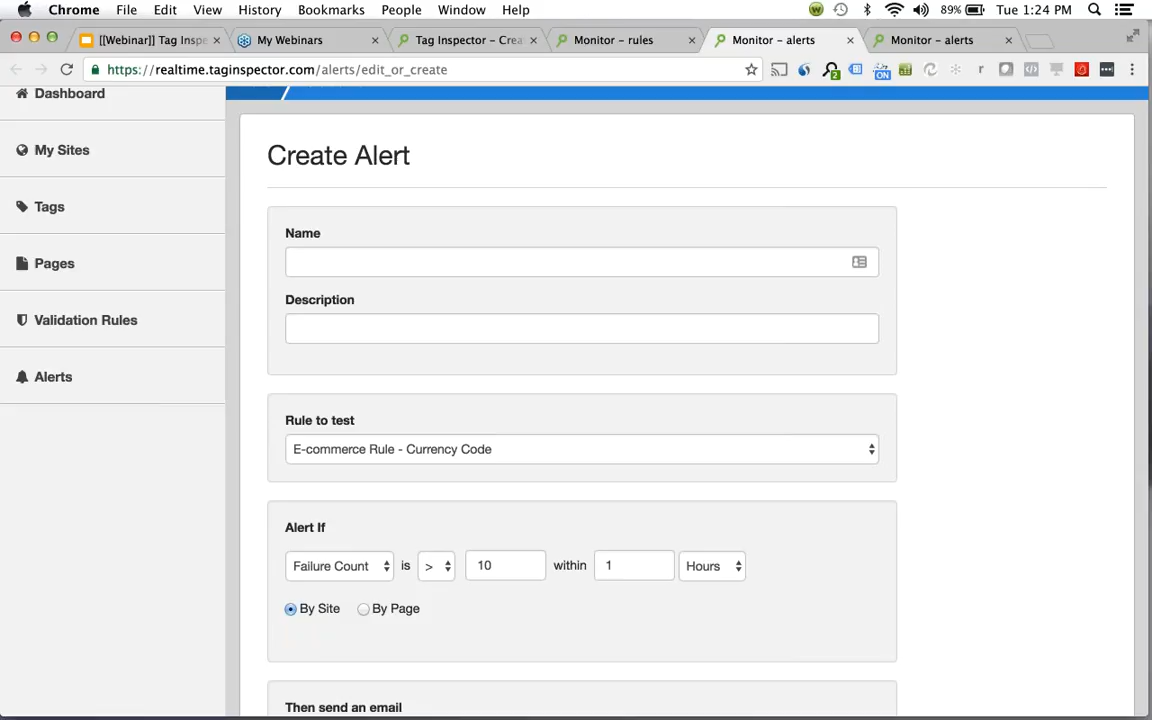 Chrome File Edit View History Bookmarks People Window Help 89% Tue 1:24 PM
[[Webinar]] Tag Inspe My Webinars Tag Inspector - Crea Monitor - rules Monitor - alerts Monitor - alerts
https://realtime.taginspector.com/alerts/edit_or_create
2 ON r
Dashboard
My Sites
Tags
Pages
Validation Rules
Alerts
Create Alert
Name
Description
Rule to test
E-commerce Rule - Currency Code
Alert If
Failure Count is > 10 within 1 Hours
By Site By Page
Then send an email